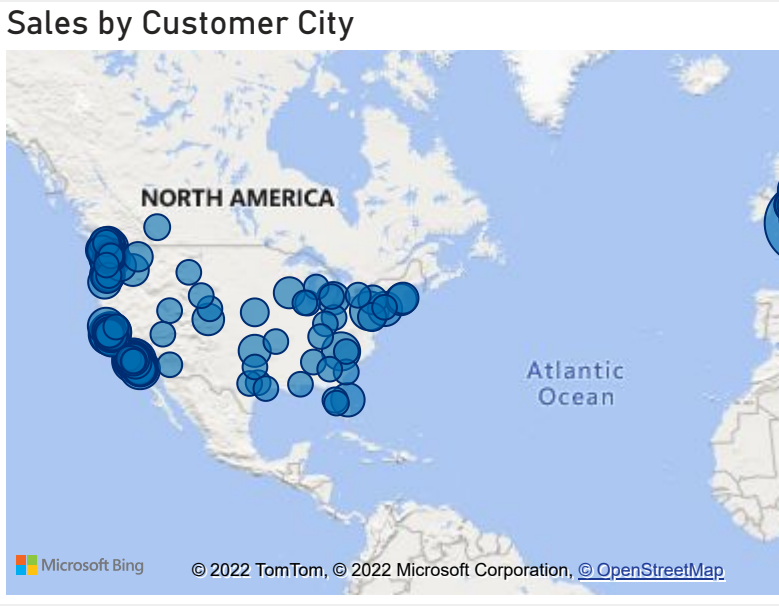 Sales by Customer City
NORTH AMERICA
Atlantic
Ocean
Microsoft Bing
© 2022 TomTom, © 2022 Microsoft Corporation, © OpenStreetMap